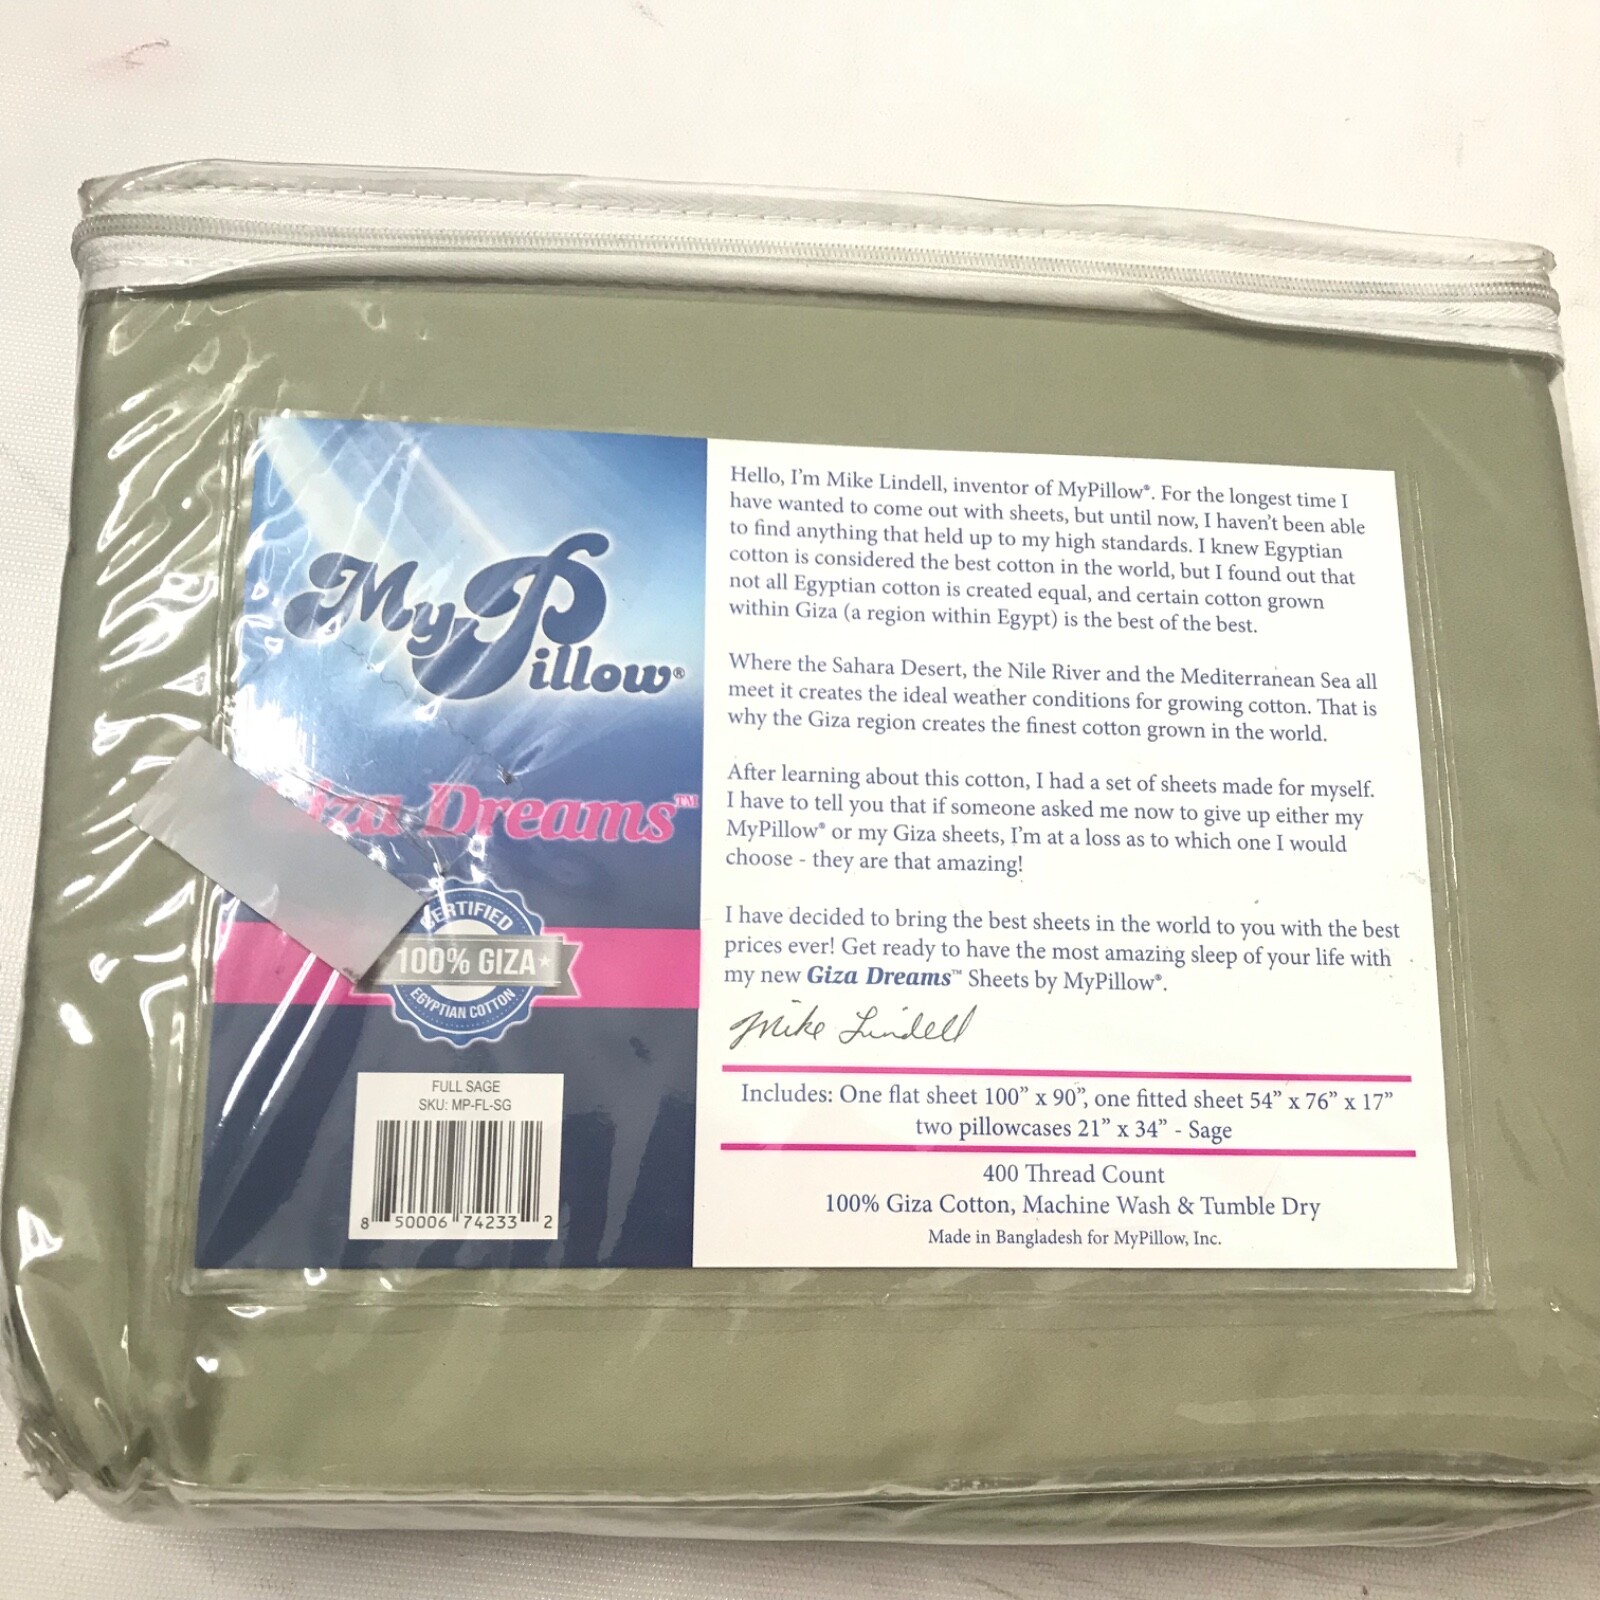 MyPillow®
Giza Dreams™
CERTIFIED
100% GIZA
EGYPTIAN COTTON
FULL SAGE
SKU: MP-FL-SG
8 50006 74233 2
Hello, I'm Mike Lindell, inventor of MyPillow®. For the longest time I
have wanted to come out with sheets, but until now, I haven't been able
to find anything that held up to my high standards. I knew Egyptian
cotton is considered the best cotton in the world, but I found out that
not all Egyptian cotton is created equal, and certain cotton grown
within Giza (a region within Egypt) is the best of the best.
Where the Sahara Desert, the Nile River and the Mediterranean Sea all
meet it creates the ideal weather conditions for growing cotton. That is
why the Giza region creates the finest cotton grown in the world.
After learning about this cotton, I had a set of sheets made for myself.
I have to tell you that if someone asked me now to give up either my
MyPillow® or my Giza sheets, I'm at a loss as to which one I would
choose - they are that amazing!
I have decided to bring the best sheets in the world to you with the best
prices ever! Get ready to have the most amazing sleep of your life with
my new Giza Dreams™ Sheets by MyPillow®.
Mike Lindell
Includes: One flat sheet 100” x 90”, one fitted sheet 54” x 76” x 17”
two pillowcases 21” x 34” - Sage
400 Thread Count
100% Giza Cotton, Machine Wash & Tumble Dry
Made in Bangladesh for MyPillow, Inc.